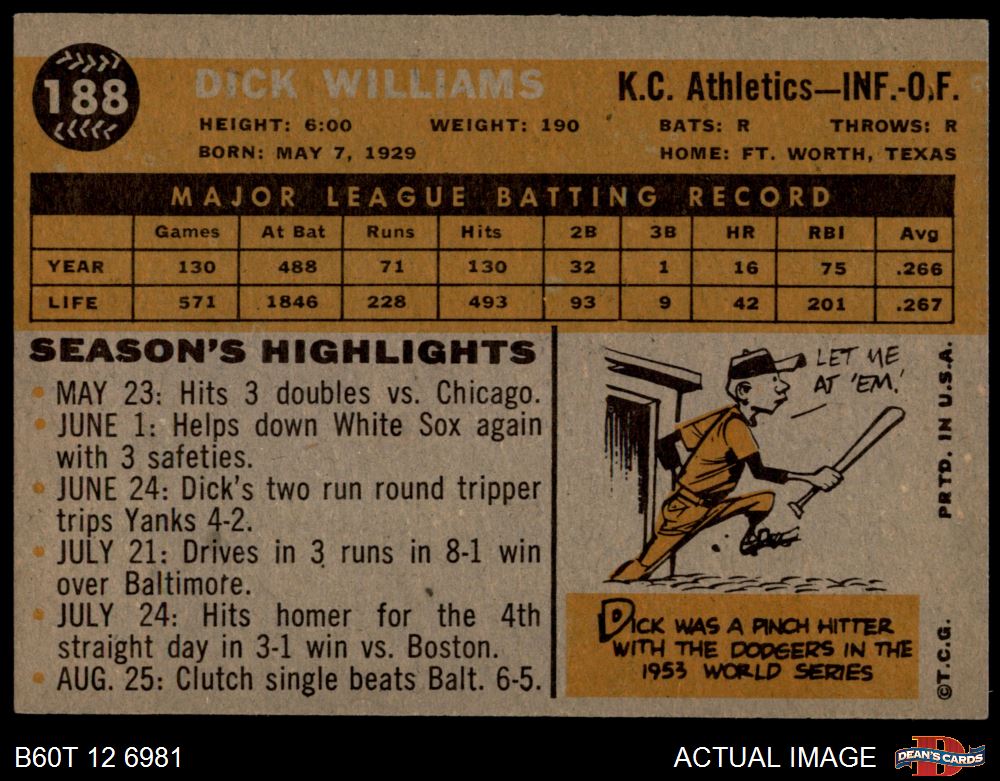 188
DICK WILLIAMS
K.C. Athletics—INF.-O.F.
HEIGHT: 6:00 WEIGHT: 190 BATS: R THROWS: R
BORN: MAY 7, 1929 HOME: FT. WORTH, TEXAS
MAJOR LEAGUE BATTING RECORD
Games At Bat Runs Hits 2B 3B HR RBI Avg
YEAR 130 488 71 130 32 1 16 75 .266
LIFE 571 1846 228 493 93 9 42 201 .267
SEASON'S HIGHLIGHTS
• MAY 23: Hits 3 doubles vs. Chicago.
• JUNE 1: Helps down White Sox again
with 3 safeties.
• JUNE 24: Dick's two run round tripper
trips Yanks 4-2.
• JULY 21: Drives in 3 runs in 8-1 win
over Baltimore.
• JULY 24: Hits homer for the 4th
straight day in 3-1 win vs. Boston.
• AUG. 25: Clutch single beats Balt. 6-5.
LET ME
AT 'EM.'
DICK WAS A PINCH HITTER
WITH THE DODGERS IN THE
1953 WORLD SERIES
©T.C.G. PRTD. IN U.S.A.
B60T 12 6981
ACTUAL IMAGE
DEAN'S CARDS